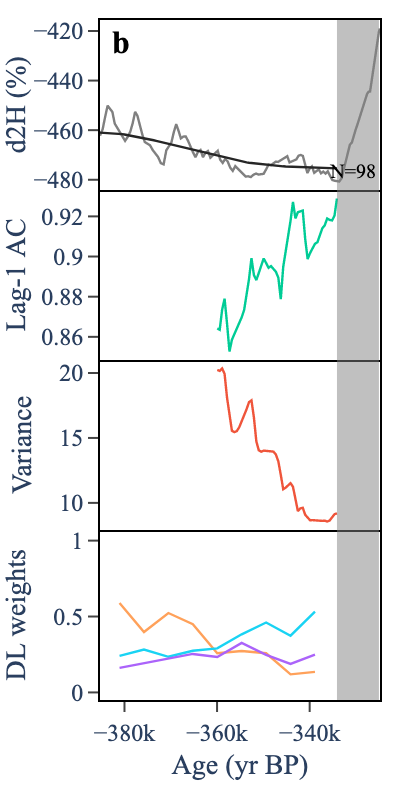 b
−420
−440
−460
−480
d2H (%)
N=98
0.92
0.9
0.88
0.86
Lag-1 AC
20
15
10
Variance
1
0.5
0
DL weights
−380k
−360k
−340k
Age (yr BP)